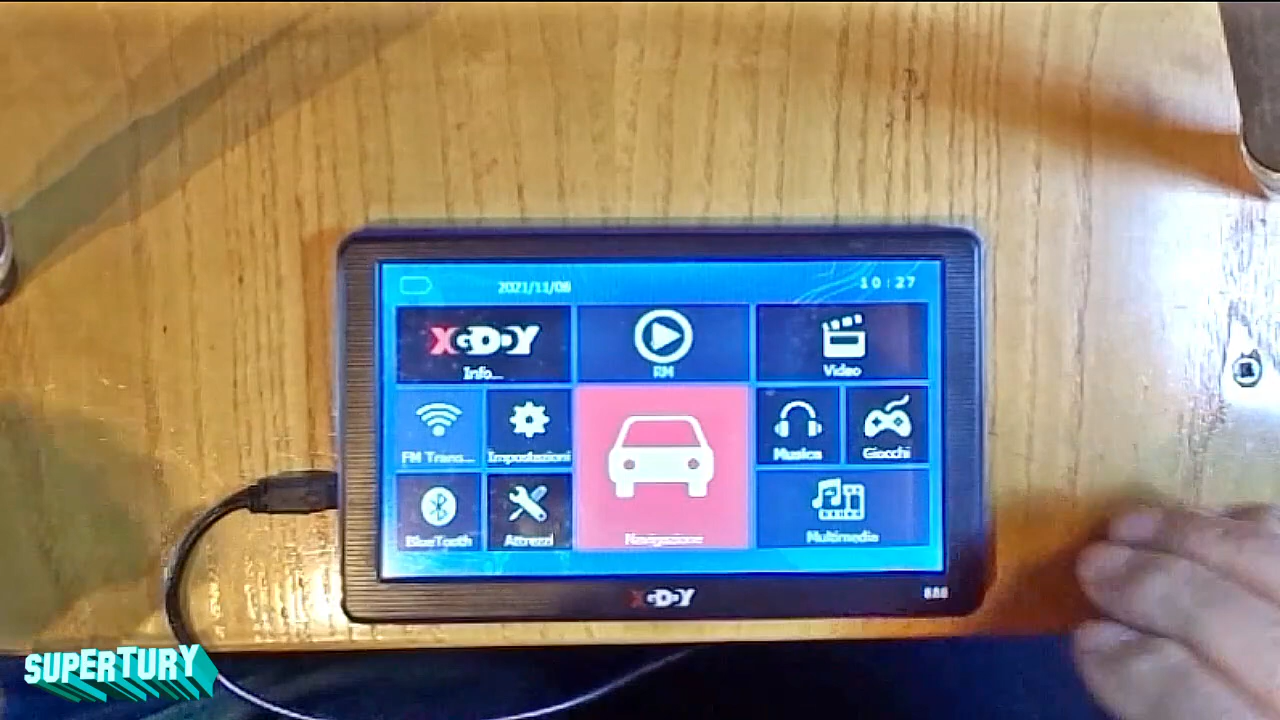 2021/11/08
10:27
XGODY
Info...
RM
Video
FM Trans...
Impostazioni
Navigazione
Musica
Giochi
BlueTooth
Attrezzi
Multimedia
XGODY
886
SUPERTURY